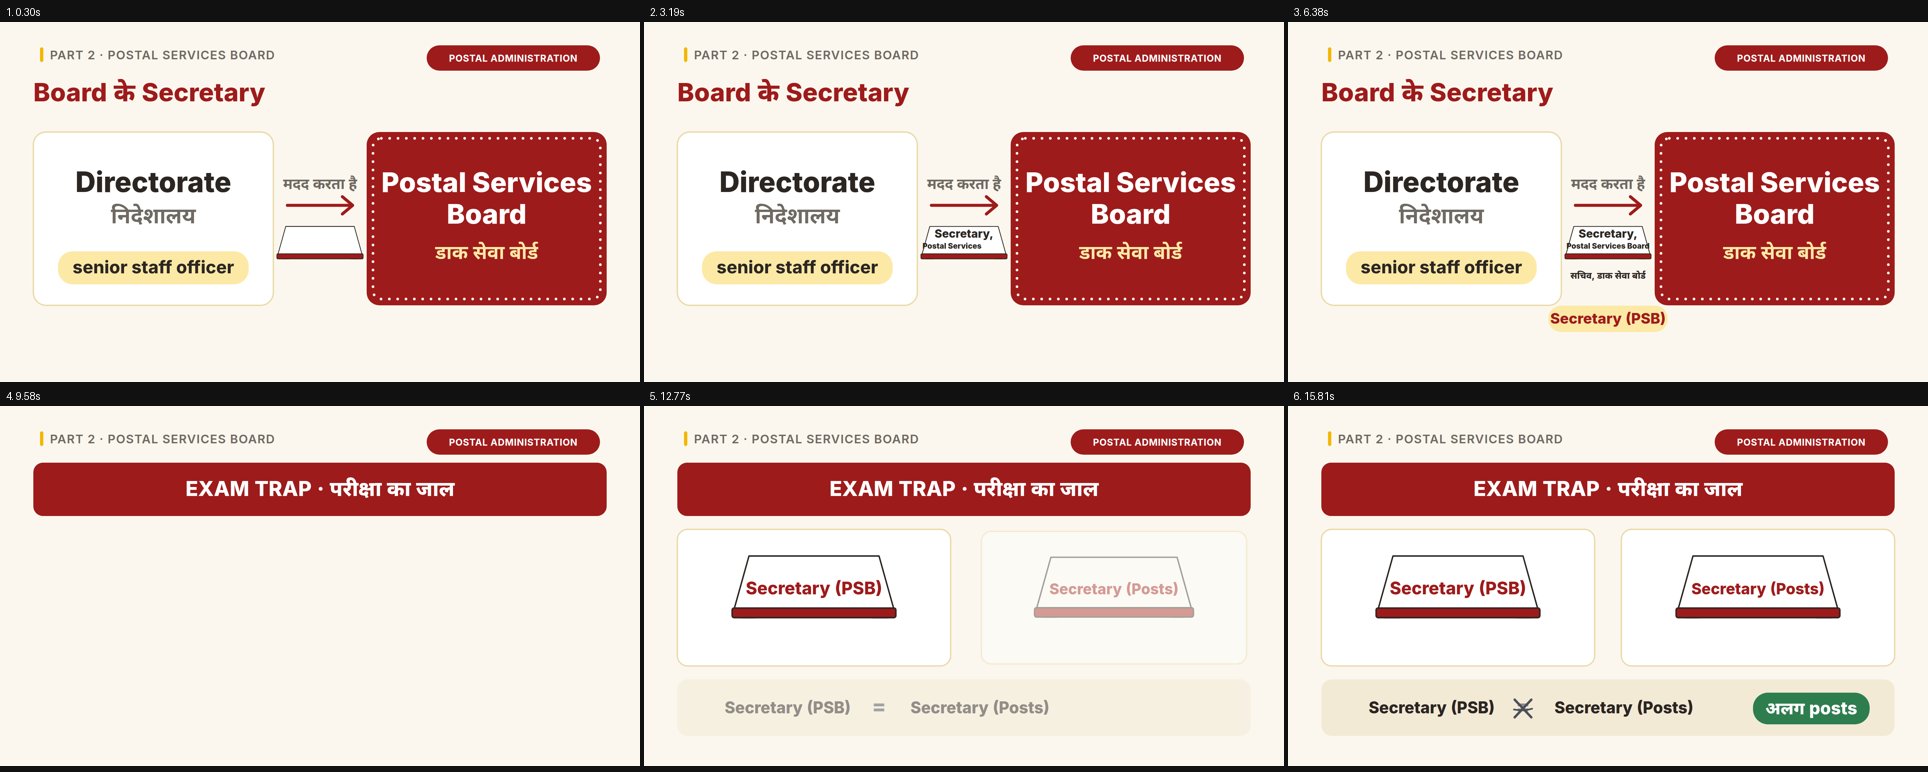 1. 0.30s
PART 2 · POSTAL SERVICES BOARD
POSTAL ADMINISTRATION
Board के Secretary
Directorate
निदेशालय
senior staff officer
मदद करता है
Postal Services
Board
डाक सेवा बोर्ड
2. 3.19s
PART 2 · POSTAL SERVICES BOARD
POSTAL ADMINISTRATION
Board के Secretary
Directorate
निदेशालय
senior staff officer
मदद करता है
Secretary,
Postal Services
Postal Services
Board
डाक सेवा बोर्ड
3. 6.38s
PART 2 · POSTAL SERVICES BOARD
POSTAL ADMINISTRATION
Board के Secretary
Directorate
निदेशालय
senior staff officer
मदद करता है
Secretary,
Postal Services Board
सचिव, डाक सेवा बोर्ड
Secretary (PSB)
Postal Services
Board
डाक सेवा बोर्ड
4. 9.58s
PART 2 · POSTAL SERVICES BOARD
POSTAL ADMINISTRATION
EXAM TRAP · परीक्षा का जाल
5. 12.77s
PART 2 · POSTAL SERVICES BOARD
POSTAL ADMINISTRATION
EXAM TRAP · परीक्षा का जाल
Secretary (PSB)
Secretary (Posts)
Secretary (PSB) = Secretary (Posts)
6. 15.81s
PART 2 · POSTAL SERVICES BOARD
POSTAL ADMINISTRATION
EXAM TRAP · परीक्षा का जाल
Secretary (PSB)
Secretary (Posts)
Secretary (PSB) = Secretary (Posts) अलग posts